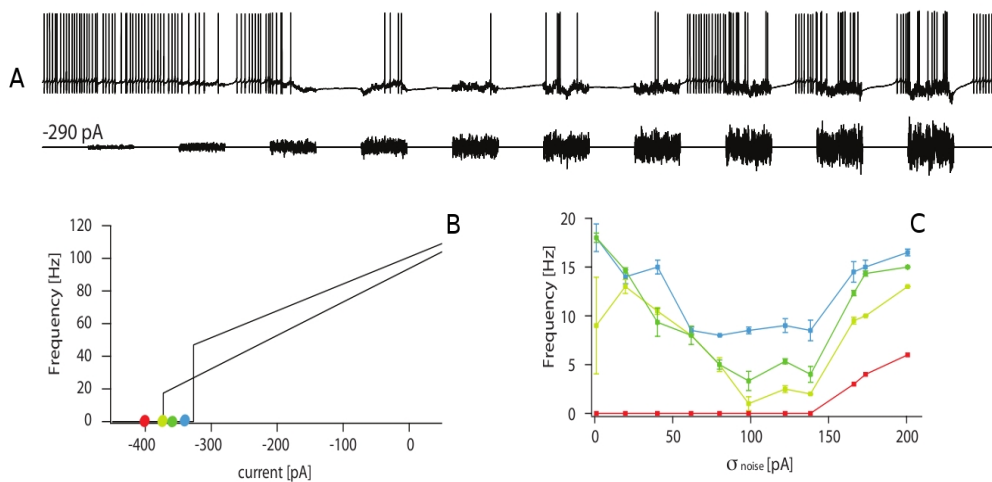 A
-290 pA
B
Frequency [Hz]
120
100
80
60
40
20
0
-400 -300 -200 -100 0
current [pA]
C
Frequency [Hz]
20
15
10
5
0
0 50 100 150 200
σ noise [pA]